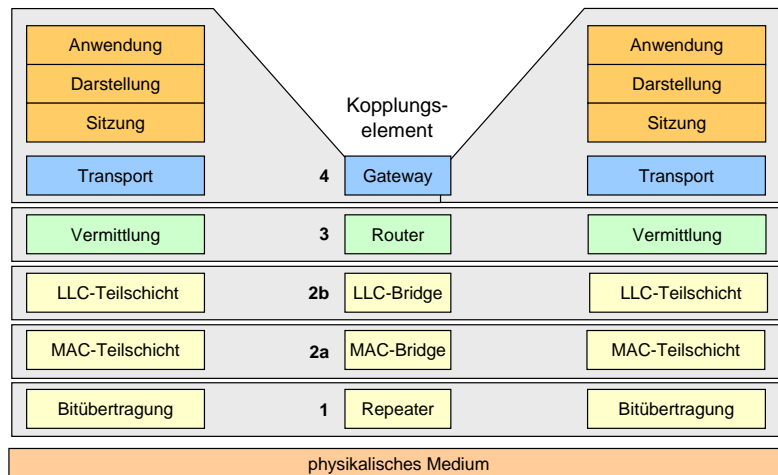 Anwendung
Anwendung
Darstellung
Darstellung
Sitzung
Kopplungs-
element
Sitzung
Transport
4
Gateway
Transport
Vermittlung
3
Router
Vermittlung
LLC-Teilschicht
2b
LLC-Bridge
LLC-Teilschicht
MAC-Teilschicht
2a
MAC-Bridge
MAC-Teilschicht
Bitübertragung
1
Repeater
Bitübertragung
physikalisches Medium